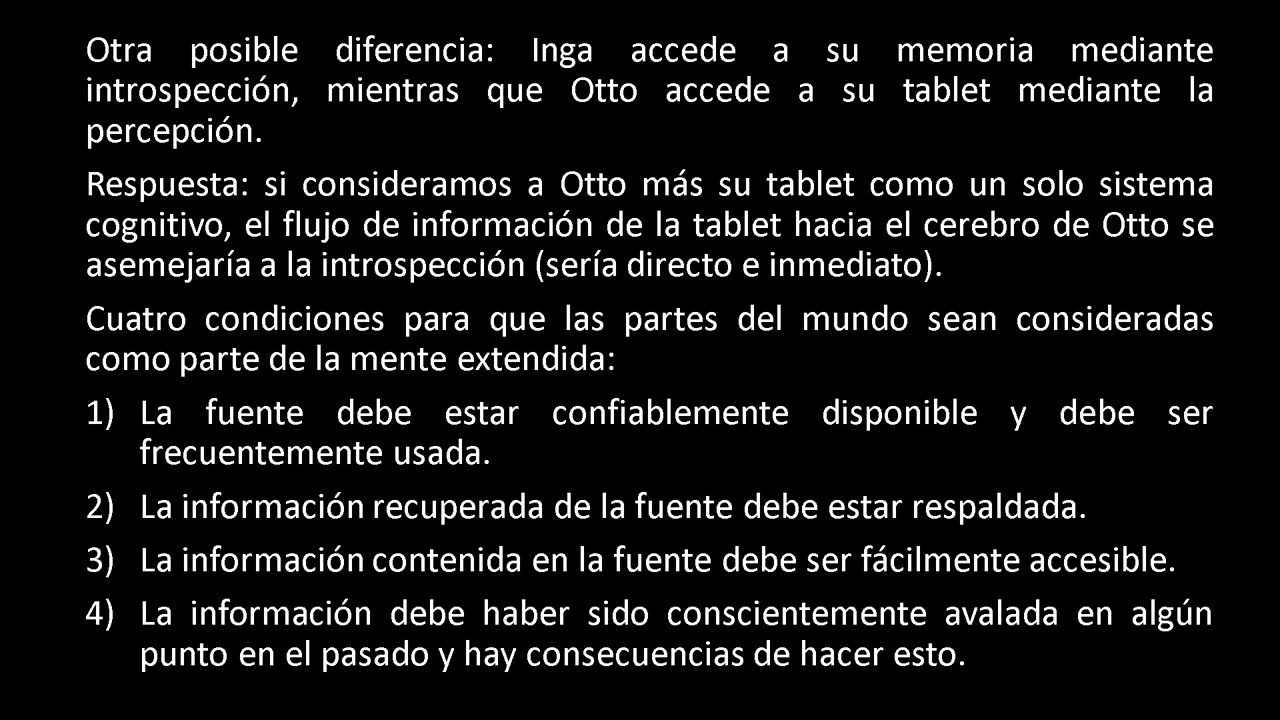 Otra posible diferencia: Inga accede a su memoria mediante
introspección, mientras que Otto accede a su tablet mediante la
percepción.
Respuesta: si consideramos a Otto más su tablet como un solo sistema
cognitivo, el flujo de información de la tablet hacia el cerebro de Otto se
asemejaría a la introspección (sería directo e inmediato).
Cuatro condiciones para que las partes del mundo sean consideradas
como parte de la mente extendida:
1) La fuente debe estar confiablemente disponible y debe ser
frecuentemente usada.
2) La información recuperada de la fuente debe estar respaldada.
3) La información contenida en la fuente debe ser fácilmente accesible.
4) La información debe haber sido conscientemente avalada en algún
punto en el pasado y hay consecuencias de hacer esto.